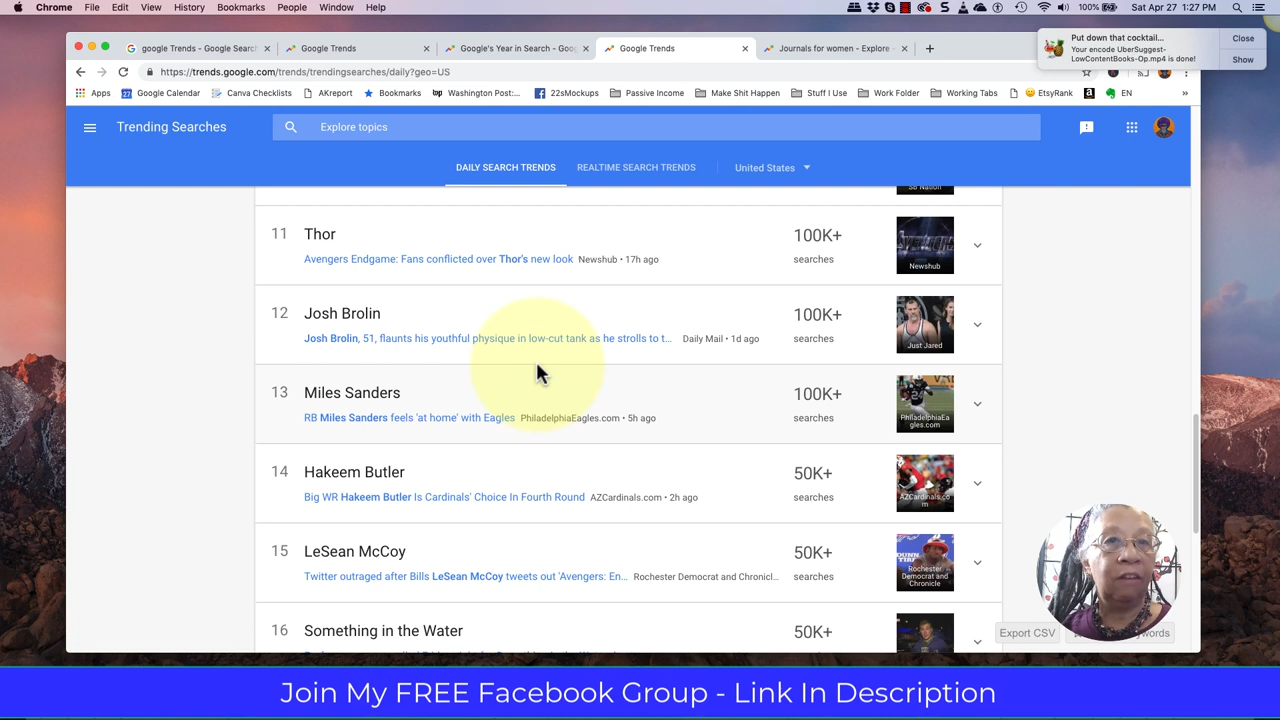 Chrome File Edit View History Bookmarks People Window Help 100% Sat Apr 27 1:27 PM
google Trends - Google Search
Google Trends
Google's Year in Search - Goog
Google Trends
Journals for women - Explore -
Put down that cocktail...
Your encode UberSuggest-
LowContentBooks-Op.mp4 is done!
Close
Show
https://trends.google.com/trends/trendingsearches/daily?geo=US
Apps Google Calendar Canva Checklists AKreport Bookmarks Washington Post:... 22sMockups Passive Income Make Shit Happen Stuff I Use Work Folder Working Tabs EtsyRank EN »
Trending Searches
Explore topics
DAILY SEARCH TRENDS REALTIME SEARCH TRENDS United States
SB Nation
11 Thor 100K+
Avengers Endgame: Fans conflicted over Thor's new look Newshub • 17h ago searches
Newshub
12 Josh Brolin 100K+
Josh Brolin, 51, flaunts his youthful physique in low-cut tank as he strolls to t... Daily Mail • 1d ago searches
Just Jared
13 Miles Sanders 100K+
RB Miles Sanders feels 'at home' with Eagles PhiladelphiaEagles.com • 5h ago searches
PhiladelphiaEa
gles.com
14 Hakeem Butler 50K+
Big WR Hakeem Butler Is Cardinals' Choice In Fourth Round AZCardinals.com • 2h ago searches
AZCardinals.co
m
15 LeSean McCoy 50K+
Twitter outraged after Bills LeSean McCoy tweets out 'Avengers: En... Rochester Democrat and Chronicl... searches
Rochester
Democrat and
Chronicle
16 Something in the Water 50K+
Export CSV
Join My FREE Facebook Group - Link In Description